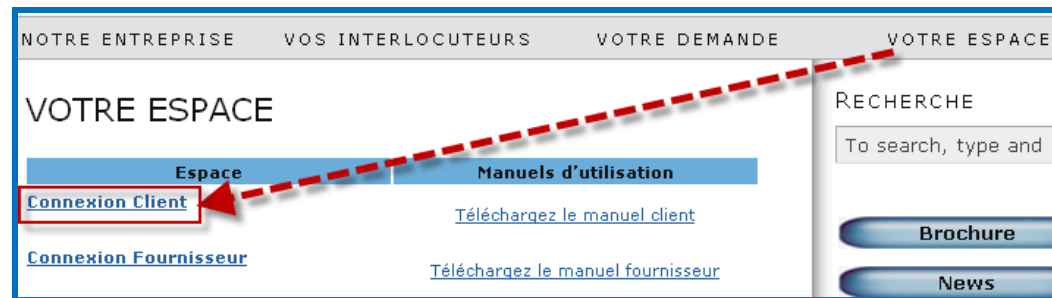 NOTRE ENTREPRISE VOS INTERLOCUTEURS VOTRE DEMANDE VOTRE ESPACE
VOTRE ESPACE
Espace Manuels d'utilisation
Connexion Client
Téléchargez le manuel client
Connexion Fournisseur
Téléchargez le manuel fournisseur
RECHERCHE
To search, type and
Brochure
News